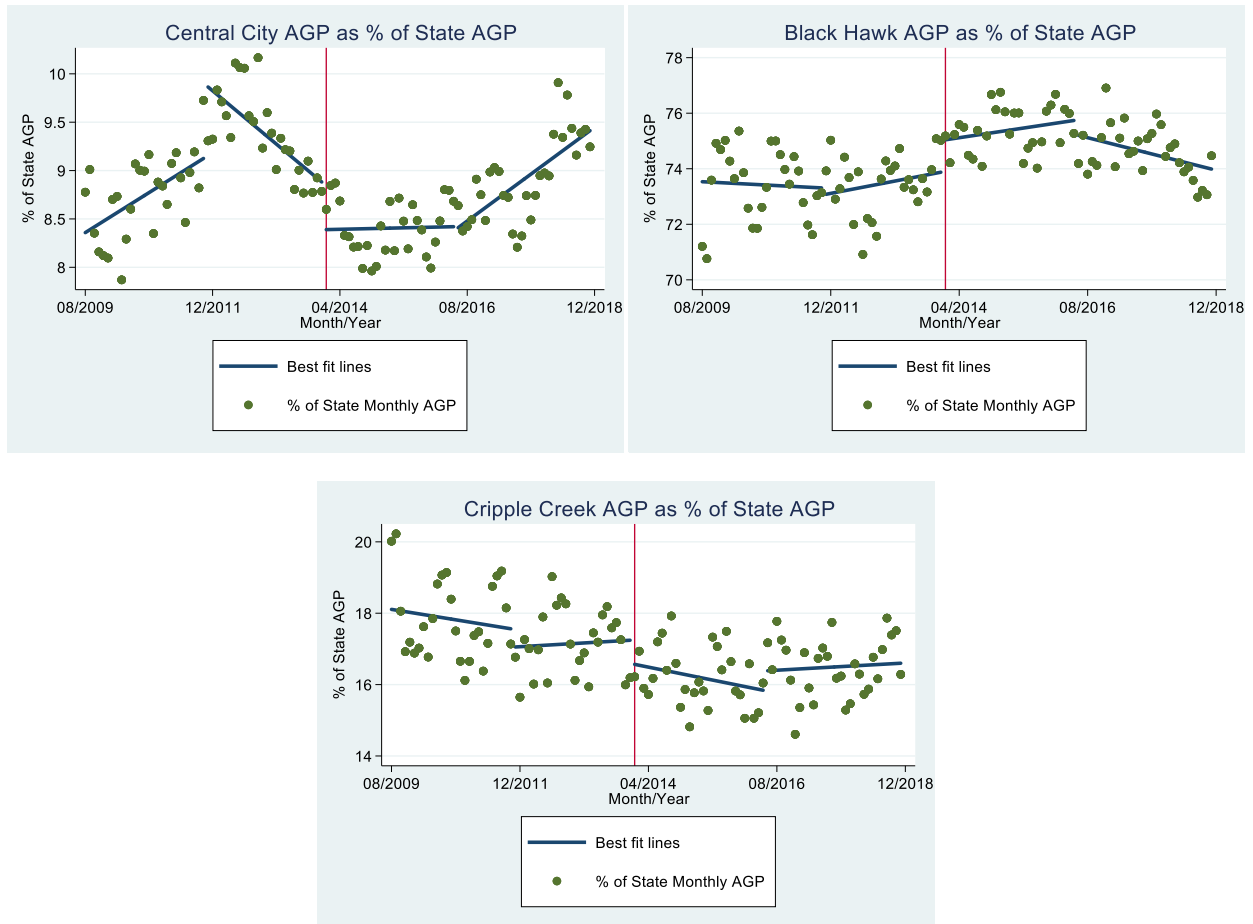 Central City AGP as % of State AGP
% of State AGP
10
9.5
9
8.5
8
08/2009 12/2011 04/2014 08/2016 12/2018
Month/Year
Best fit lines
% of State Monthly AGP
Black Hawk AGP as % of State AGP
% of State AGP
78
76
74
72
70
08/2009 12/2011 04/2014 08/2016 12/2018
Month/Year
Best fit lines
% of State Monthly AGP
Cripple Creek AGP as % of State AGP
% of State AGP
20
18
16
14
08/2009 12/2011 04/2014 08/2016 12/2018
Month/Year
Best fit lines
% of State Monthly AGP